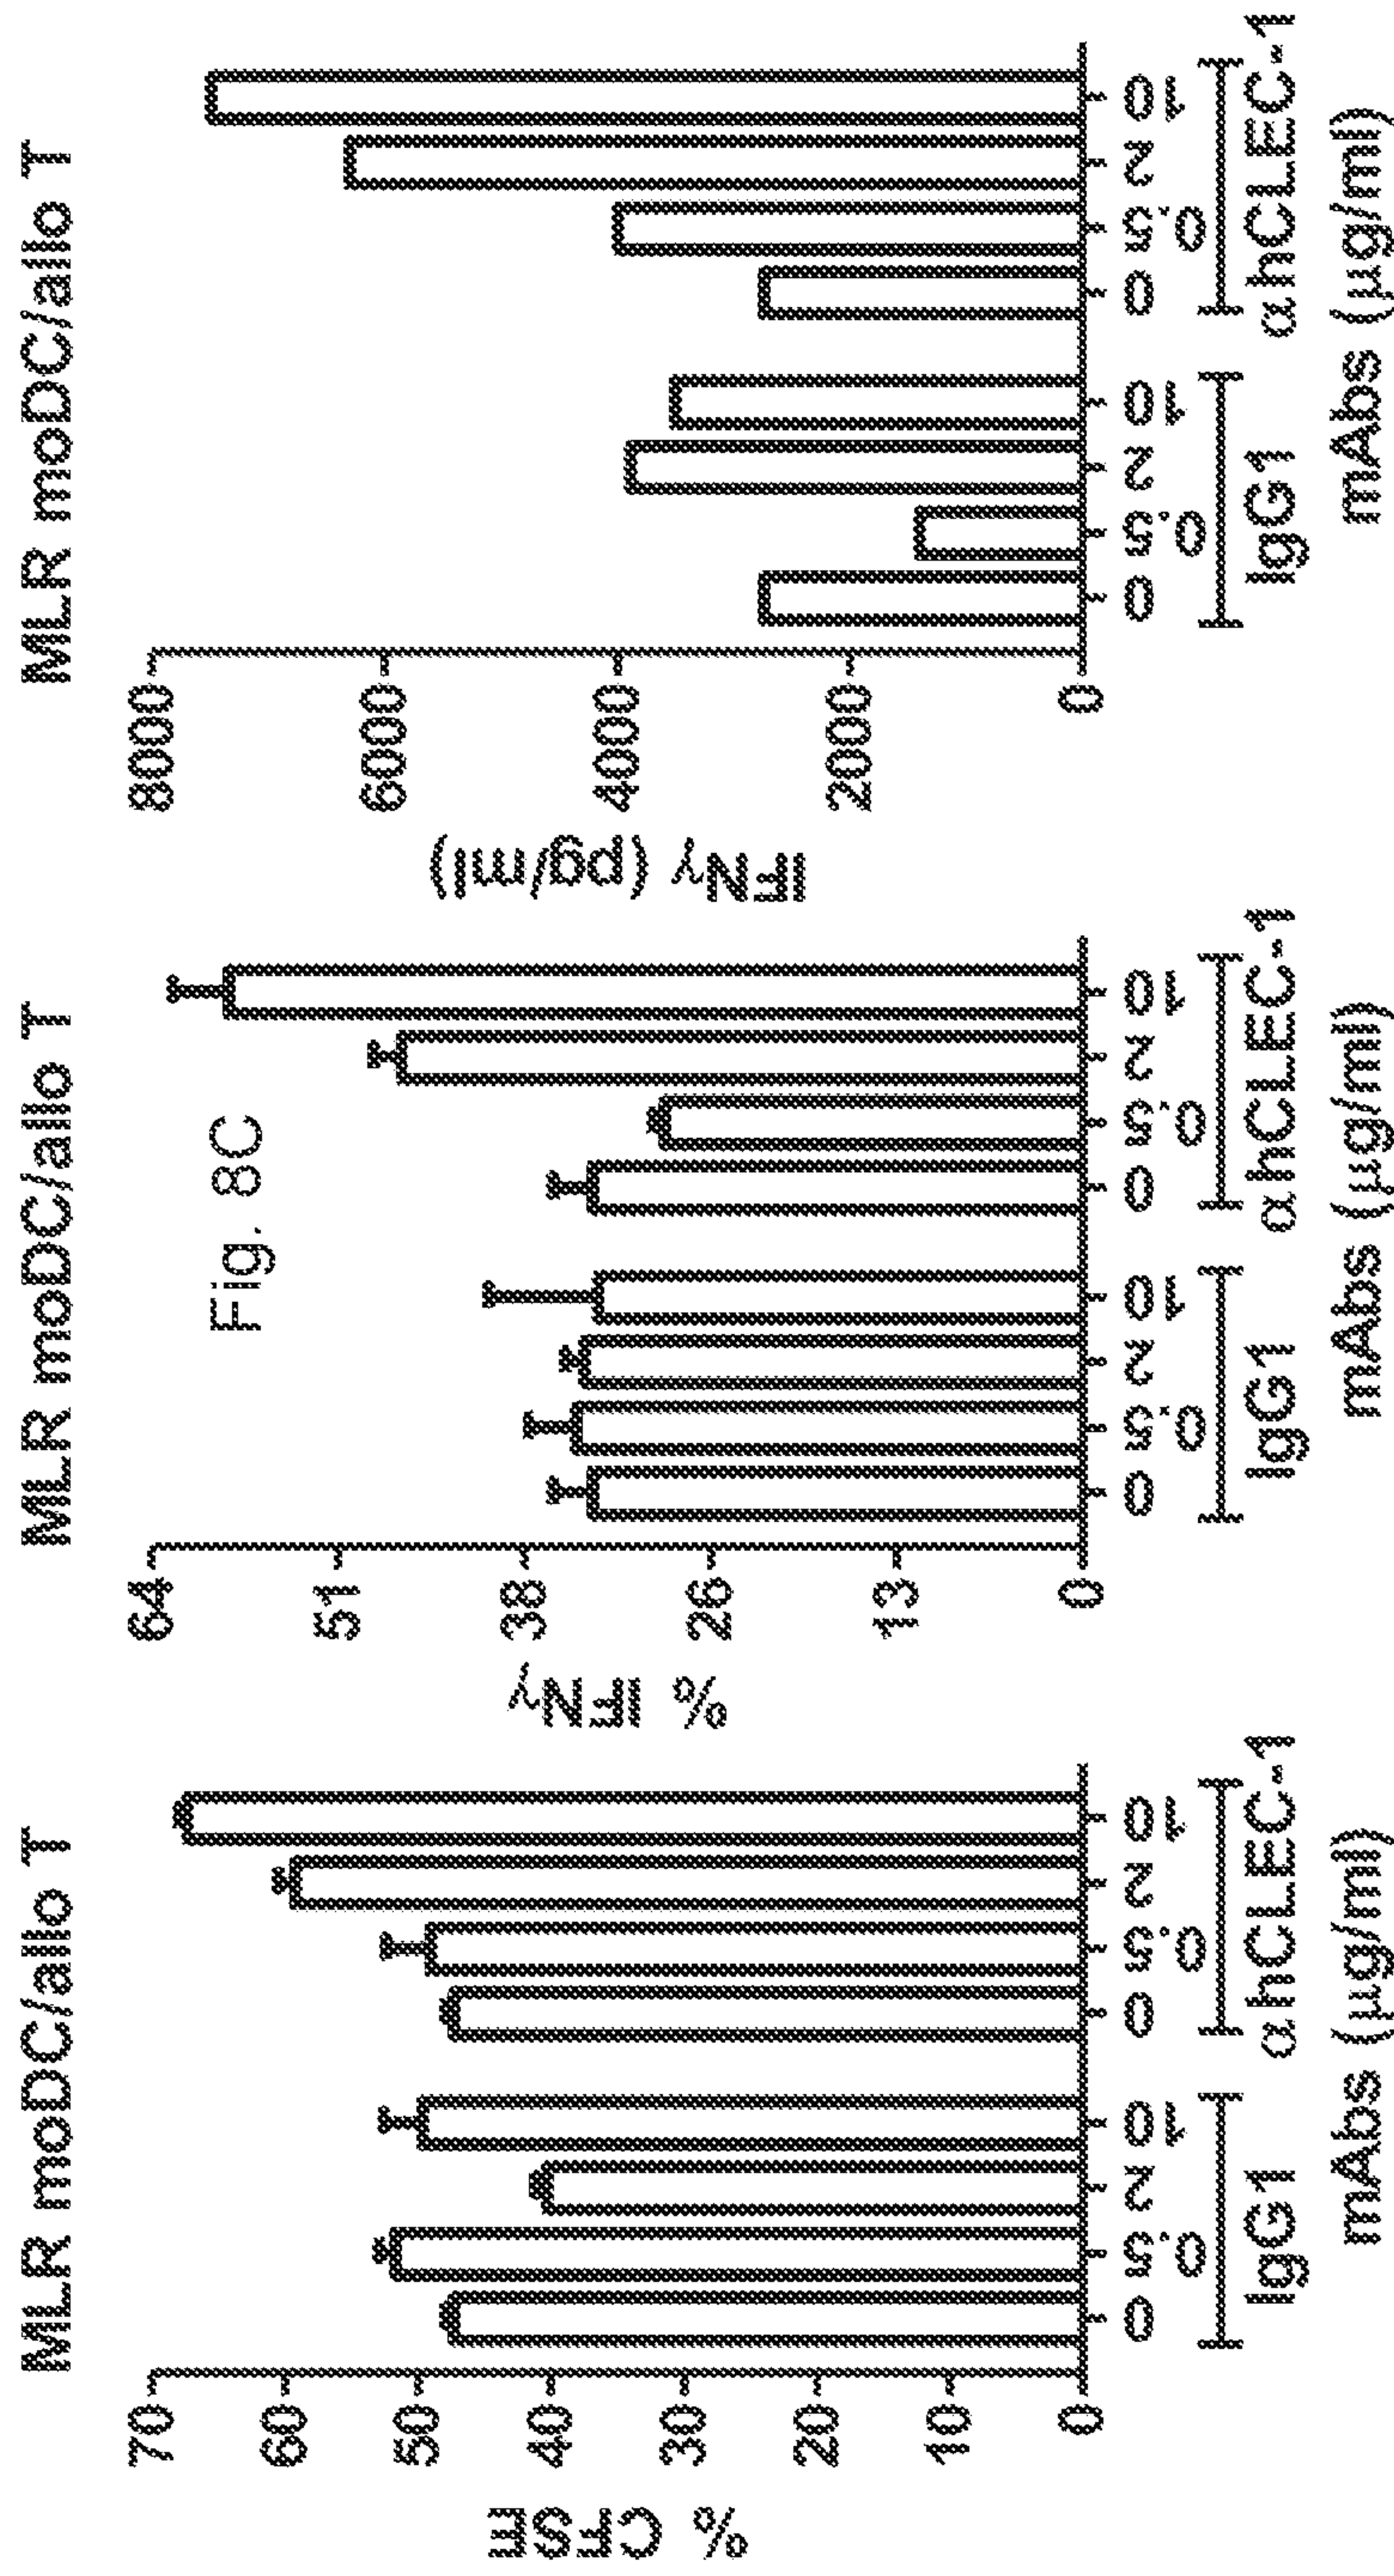 MLR moDC/allo T
% CFSE
70
60
50
40
30
20
10
0
0 0.5 2 10 0 0.5 2 10
IgG1 αhCLEC-1
mAbs (µg/ml)
MLR moDC/allo T
Fig. 8C
% IFNγ
64
51
38
26
13
0
0 0.5 2 10 0 0.5 2 10
IgG1 αhCLEC-1
mAbs (µg/ml)
MLR moDC/allo T
IFNγ (pg/ml)
8000
6000
4000
2000
0
0 0.5 2 10 0 0.5 2 10
IgG1 αhCLEC-1
mAbs (µg/ml)